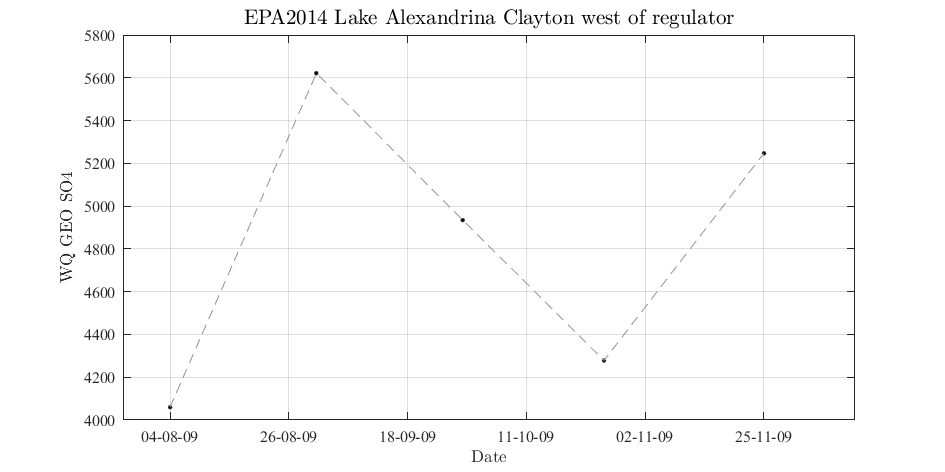 EPA2014 Lake Alexandrina Clayton west of regulator
5800
5600
5400
5200
5000
4800
4600
4400
4200
4000
WQ GEO SO4
04-08-09 26-08-09 18-09-09 11-10-09 02-11-09 25-11-09
Date